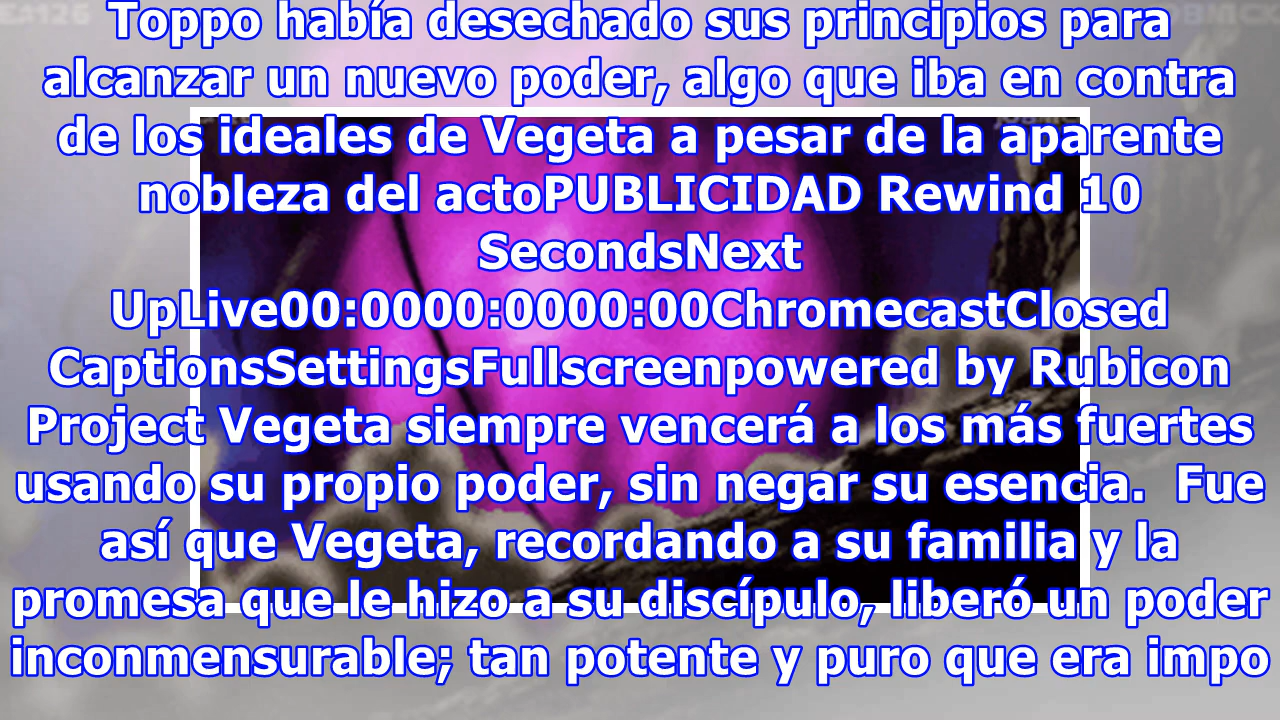 Toppo había desechado sus principios para
alcanzar un nuevo poder, algo que iba en contra
de los ideales de Vegeta a pesar de la aparente
nobleza del actoPUBLICIDAD Rewind 10
SecondsNext
UpLive00:0000:0000:00ChromecastClosed
CaptionsSettingsFullscreenpowered by Rubicon
Project Vegeta siempre vencerá a los más fuertes
usando su propio poder, sin negar su esencia.  Fue
así que Vegeta, recordando a su familia y la
promesa que le hizo a su discípulo, liberó un poder
inconmensurable; tan potente y puro que era impo